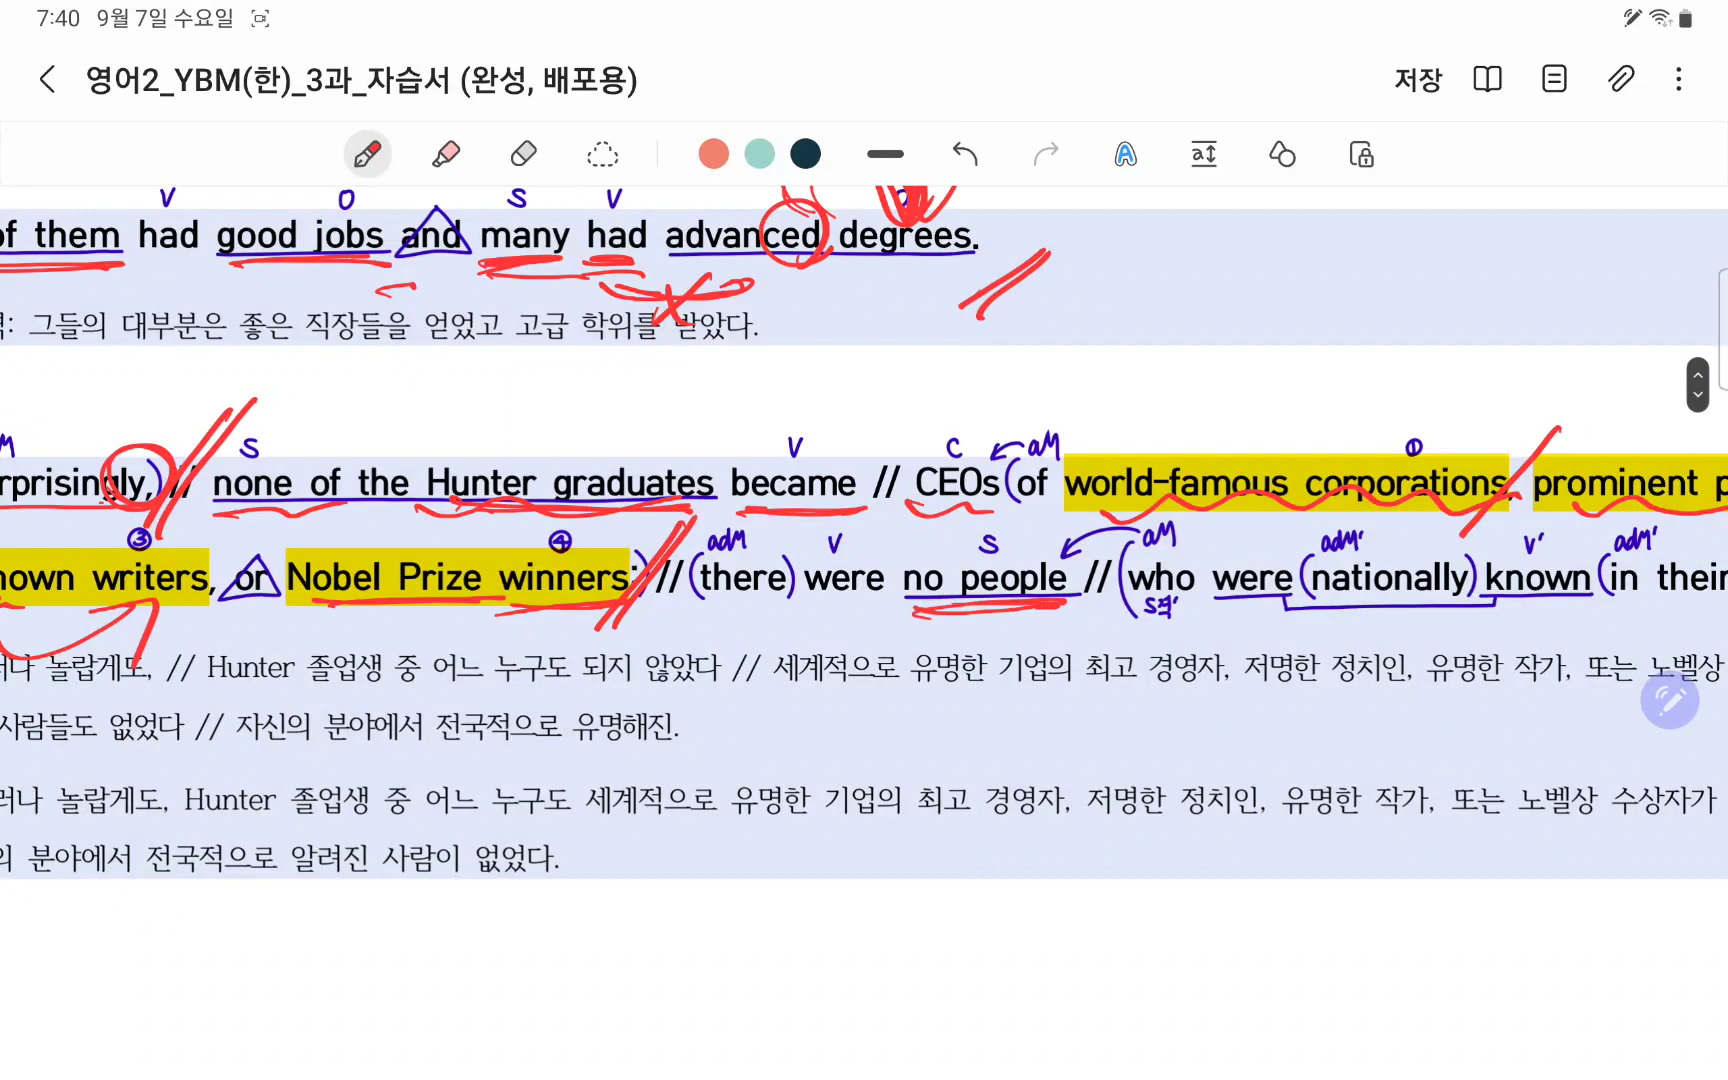 7:40 9월 7일 수요일
영어2_YBM(한)_3과_자습서 (완성, 배포용)
저장
V O S V
of them had good jobs and many had advanced degrees.
역: 그들의 대부분은 좋은 직장들을 얻었고 고급 학위를 받았다.
M S V C aM ①
rprisingly,) // none of the Hunter graduates became // CEOs (of world-famous corporations, prominent p
③ ④ adM V S aM adM' V' adM'
nown writers, or Nobel Prize winners;) // (there) were no people // (who were (nationally) known (in their
러나 놀랍게도, // Hunter 졸업생 중 어느 누구도 되지 않았다 // 세계적으로 유명한 기업의 최고 경영자, 저명한 정치인, 유명한 작가, 또는 노벨상
사람들도 없었다 // 자신의 분야에서 전국적으로 유명해진.
러나 놀랍게도, Hunter 졸업생 중 어느 누구도 세계적으로 유명한 기업의 최고 경영자, 저명한 정치인, 유명한 작가, 또는 노벨상 수상자가
의 분야에서 전국적으로 알려진 사람이 없었다.